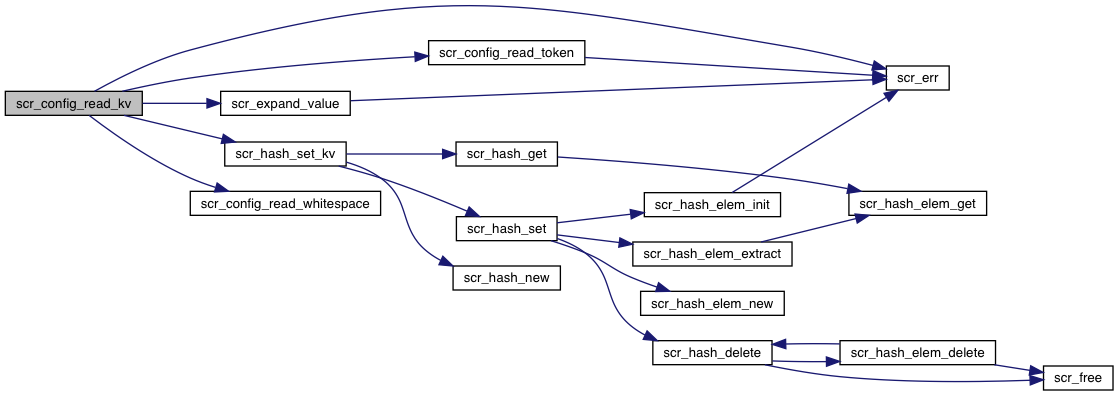 scr_config_read_kv
scr_config_read_token
scr_err
scr_expand_value
scr_hash_set_kv
scr_hash_get
scr_config_read_whitespace
scr_hash_set
scr_hash_elem_init
scr_hash_elem_get
scr_hash_elem_extract
scr_hash_new
scr_hash_elem_new
scr_hash_delete
scr_hash_elem_delete
scr_free